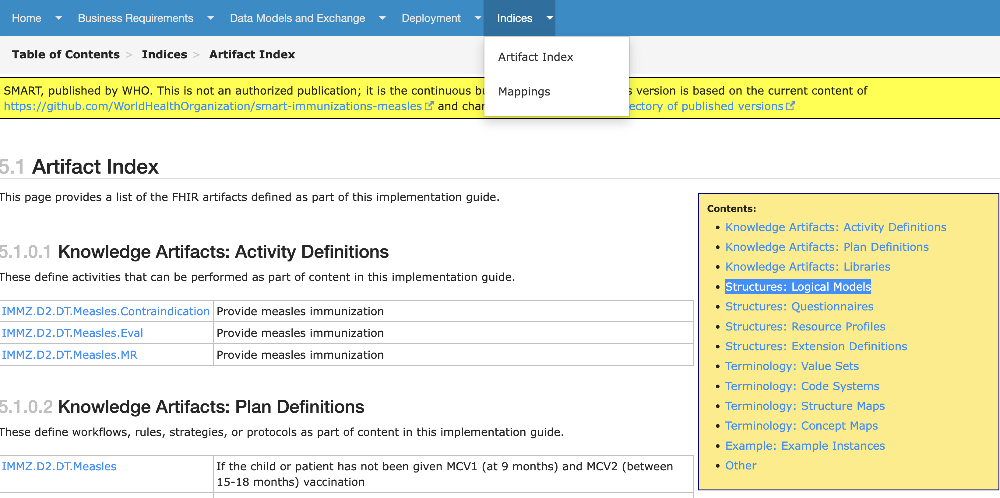 Home
Business Requirements
Data Models and Exchange
Deployment
Indices
Artifact Index
Mappings
Table of Contents > Indices > Artifact Index
SMART, published by WHO. This is not an authorized publication; it is the continuous version is based on the current content of
https://github.com/WorldHealthOrganization/smart-immunizations-measles and of published versions
5.1 Artifact Index
This page provides a list of the FHIR artifacts defined as part of this implementation guide.
Contents:
• Knowledge Artifacts: Activity Definitions
• Knowledge Artifacts: Plan Definitions
• Knowledge Artifacts: Libraries
• Structures: Logical Models
• Structures: Questionnaires
• Structures: Resource Profiles
• Structures: Extension Definitions
• Terminology: Value Sets
• Terminology: Code Systems
• Terminology: Structure Maps
• Terminology: Concept Maps
• Example: Example Instances
• Other
5.1.0.1 Knowledge Artifacts: Activity Definitions
These define activities that can be performed as part of content in this implementation guide.
IMMZ.D2.DT.Measles.Contraindication Provide measles immunization
IMMZ.D2.DT.Measles.Eval Provide measles immunization
IMMZ.D2.DT.Measles.MR Provide measles immunization
5.1.0.2 Knowledge Artifacts: Plan Definitions
These define workflows, rules, strategies, or protocols as part of content in this implementation guide.
IMMZ.D2.DT.Measles If the child or patient has not been given MCV1 (at 9 months) and MCV2 (between
15-18 months) vaccination